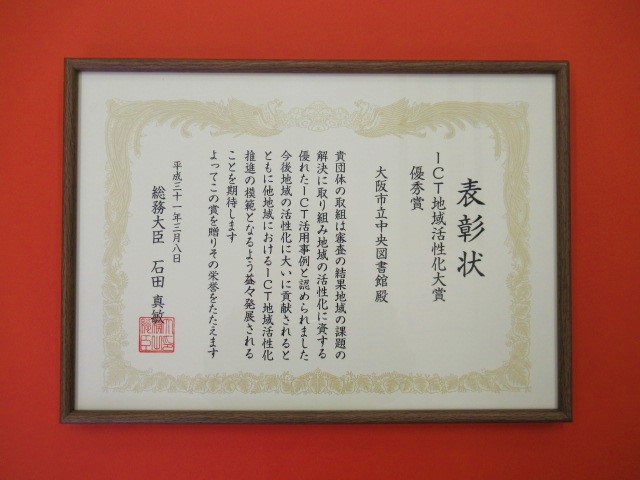 表彰状
ICT地域活性化大賞
優秀賞
大阪市立中央図書館 殿
貴団体の取組は審査の結果地域の課題の
解決に取り組み地域の活性化に資する
優れたICT活用事例と認められました
今後地域の活性化に大いに貢献されると
ともに他地域におけるICT地域活性化
推進の模範となるよう益々発展される
ことを期待します
よってこの賞を贈りその栄誉をたたえます
平成三十一年三月八日
総務大臣 石田 真敏